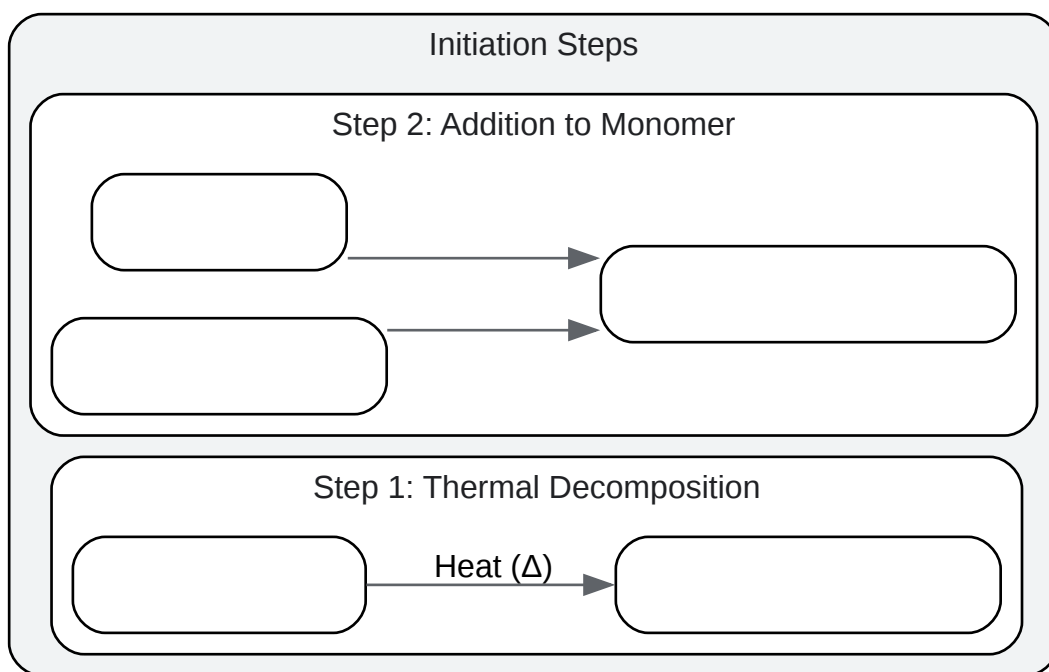 Initiation Steps
Step 2: Addition to Monomer
Step 1: Thermal Decomposition
Heat (Δ)